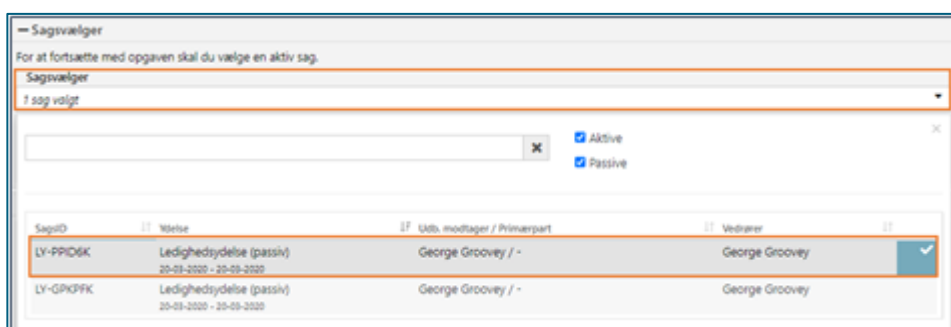 Sagsvælger
For at fortsætte med opgaven skal du vælge en aktiv sag.
Sagsvælger
1 sag valgt
Aktive
Passive
SagsID Ydelse Udb. modtager / Primærpart Vedrører
LY-PPID6K Ledighedsydelse (passiv) George Groovey / - George Groovey
20-03-2020 - 20-03-2020
LY-GPKPFK Ledighedsydelse (passiv) George Groovey / - George Groovey
20-03-2020 - 20-03-2020